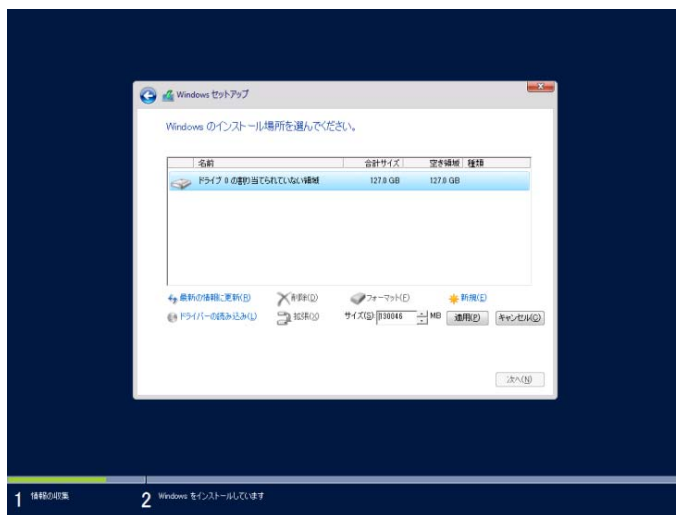 Windows セットアップ
Windows のインストール場所を選んでください。
名前 合計サイズ 空き領域 種類
ドライブ 0 の割り当てられていない領域 127.0 GB 127.0 GB
最新の情報に更新(R) 削除(D) フォーマット(F) 新規(E)
ドライバーの読み込み(L) 拡張(X) サイズ(S): 130046 MB 適用(P) キャンセル(C)
次へ(N)
1 情報の収集 2 Windows をインストールしています